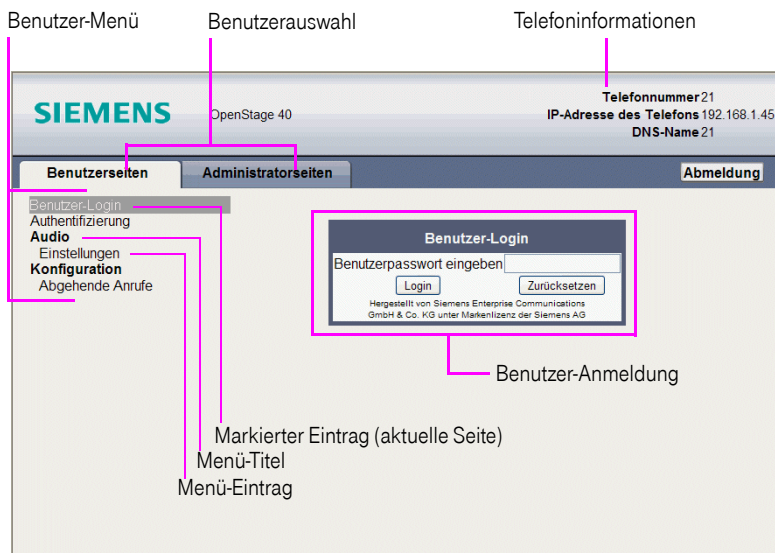 Benutzer-Menü
Benutzerauswahl
Telefoninformationen
SIEMENS
OpenStage 40
Telefonnummer 21
IP-Adresse des Telefons 192.168.1.45
DNS-Name 21
Benutzerseiten
Administratorseiten
Abmeldung
Benutzer-Login
Authentifizierung
Audio
Einstellungen
Konfiguration
Abgehende Anrufe
Benutzer-Login
Benutzerpasswort eingeben
Login
Zurücksetzen
Hergestellt von Siemens Enterprise Communications
GmbH & Co. KG unter Markenlizenz der Siemens AG
Benutzer-Anmeldung
Markierter Eintrag (aktuelle Seite)
Menü-Titel
Menü-Eintrag